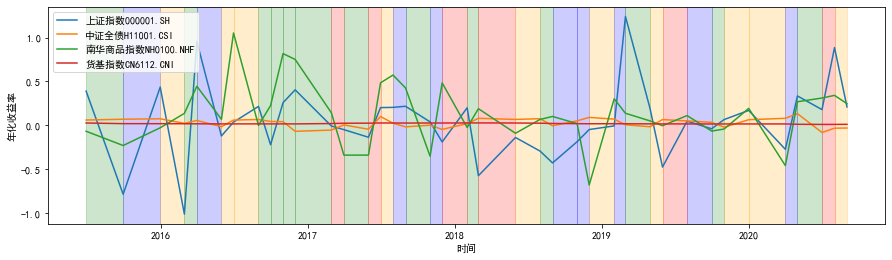 上证指数000001.SH
中证全债H11001.CSI
南华商品指数NH0100.NHF
货基指数CN6112.CNI
年化收益率
1.0
0.5
0.0
-0.5
-1.0
2016 2017 2018 2019 2020
时间